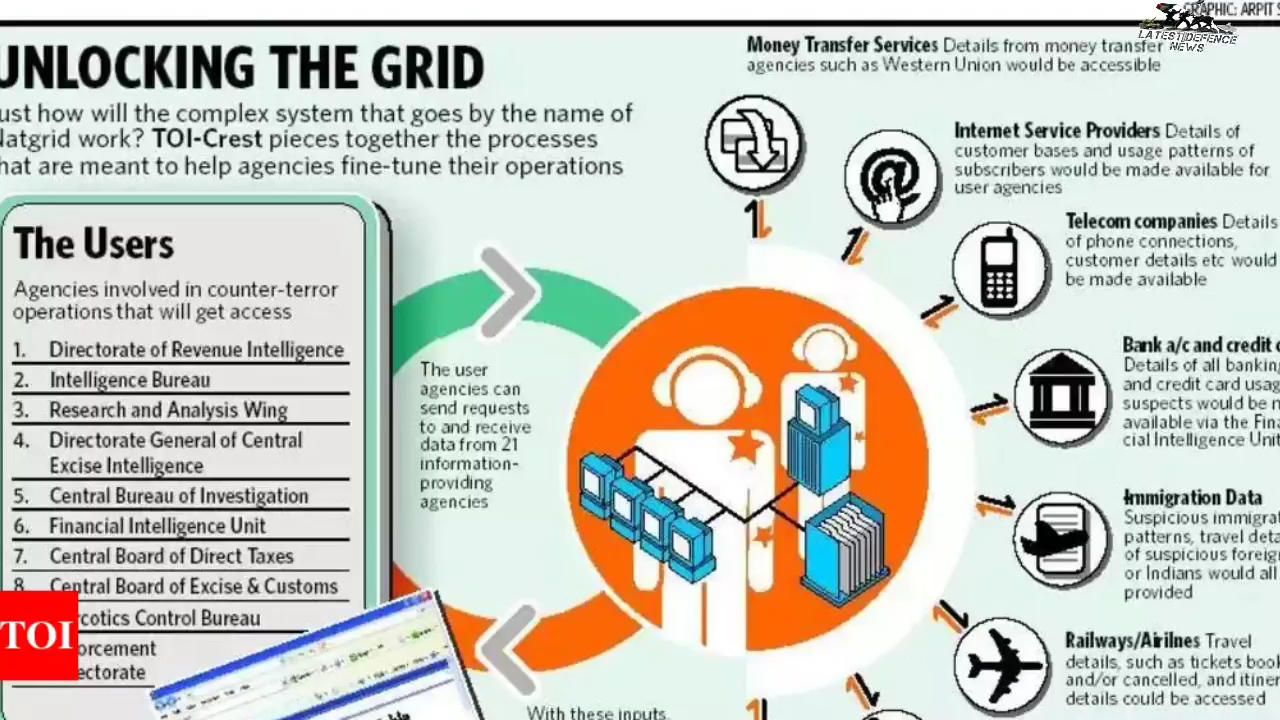 GRAPHIC: ARPIT S
LATEST DEFENCE
NEWS
UNLOCKING THE GRID
ust how will the complex system that goes by the name of
Natgrid work? TOI-Crest pieces together the processes
hat are meant to help agencies fine-tune their operations
The Users
Agencies involved in counter-terror
operations that will get access
1. Directorate of Revenue Intelligence
2. Intelligence Bureau
3. Research and Analysis Wing
4. Directorate General of Central
Excise Intelligence
5. Central Bureau of Investigation
6. Financial Intelligence Unit
7. Central Board of Direct Taxes
8. Central Board of Excise & Customs
rcotics Control Bureau
orcement
ectorate
TOI
The user
agencies can
send requests
to and receive
data from 21
information-
providing
agencies
With these inputs,
Money Transfer Services Details from money transfer
agencies such as Western Union would be accessible
Internet Service Providers Details of
customer bases and usage patterns of
subscribers would be made available for
user agencies
Telecom companies Details
of phone connections,
customer details etc would
be made available
Bank a/c and credit c
Details of all banking
and credit card usag
suspects would be m
available via the Fina
cial Intelligence Unit
Immigration Data
Suspicious immigrat
patterns, travel deta
of suspicious foreig
or Indians would all
provided
Railways/Airilnes Travel
details, such as tickets book
and/or cancelled, and itiner
details could be accessed